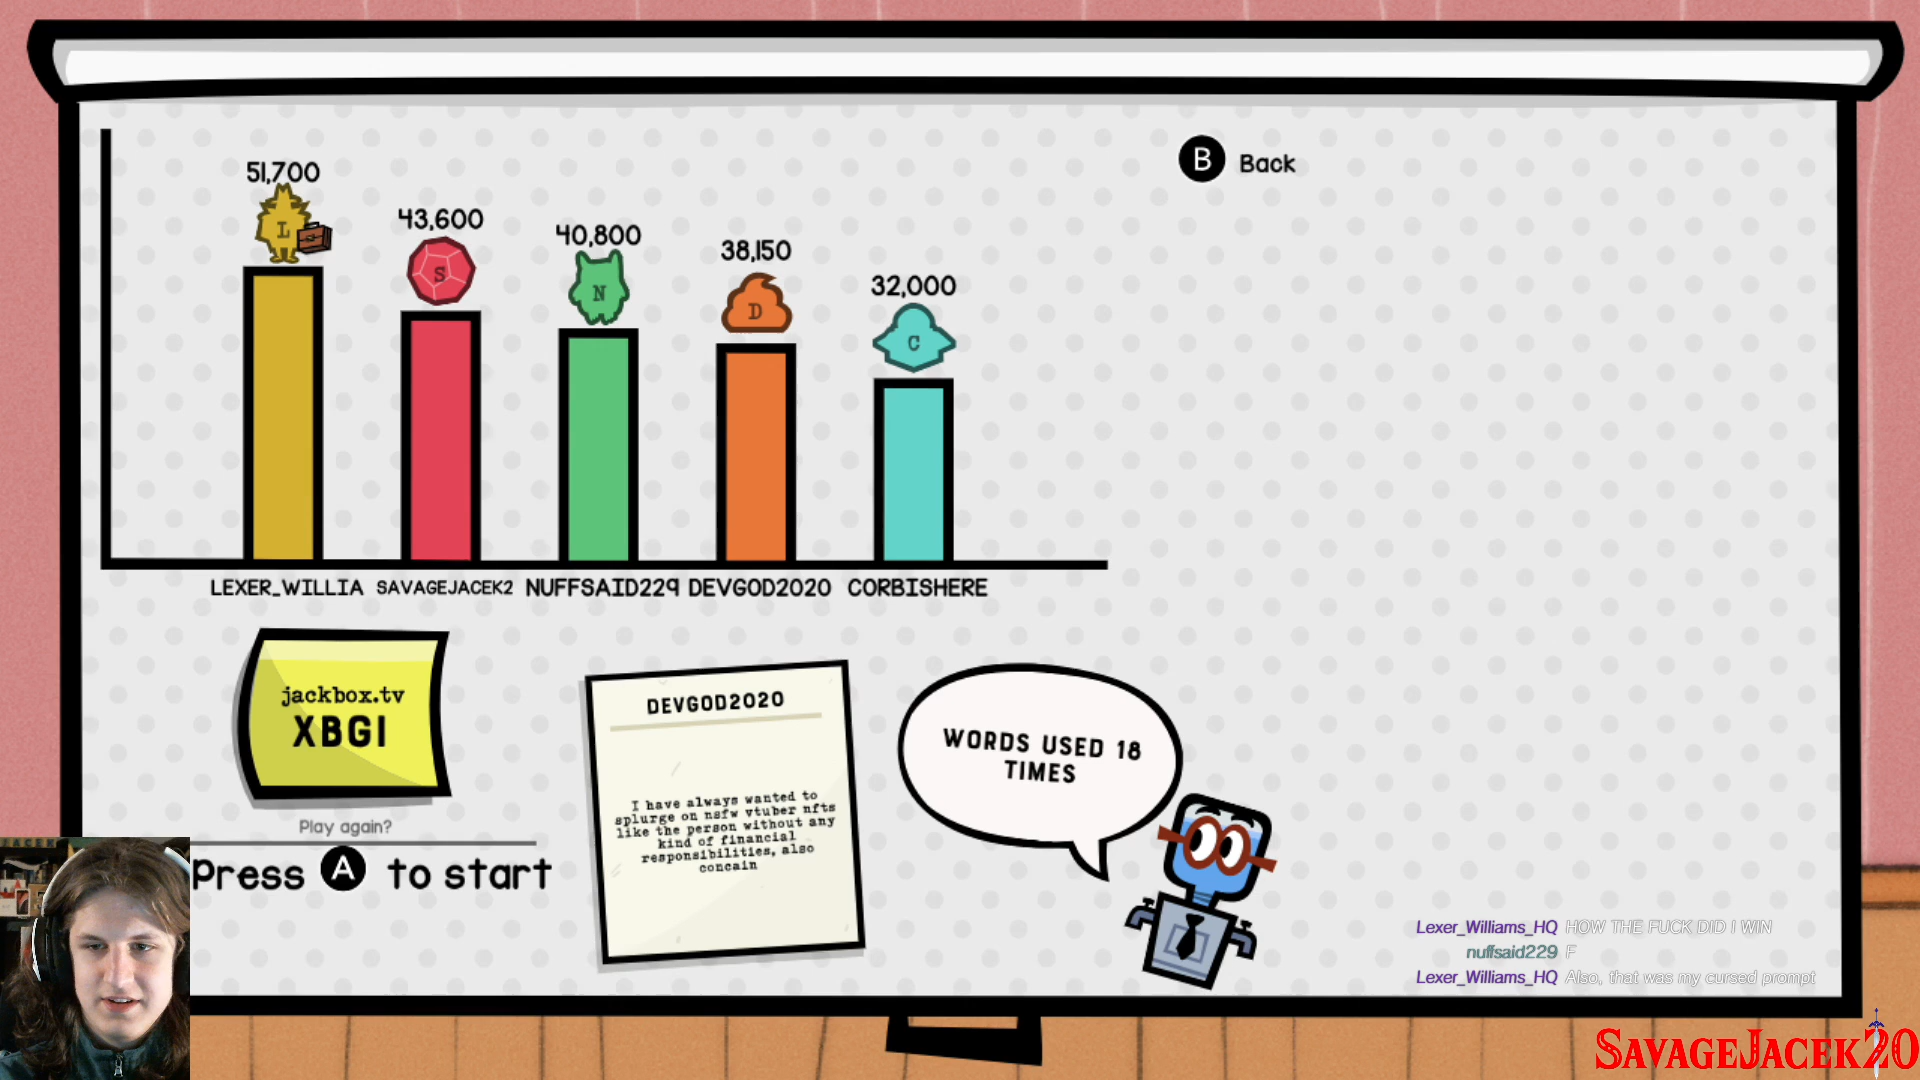 51,700
L
43,600
S
40,800
N
38,150
D
32,000
C
B Back
LEXER_WILLIA SAVAGEJACEK2 NUFFSAID229 DEVGOD2020 CORBISHERE
jackbox.tv
XBGI
Play again?
Press A to start
DEVGOD2020
I have always wanted to
splurge on nsfw vtuber nfts
like the person without any
kind of financial
responsibilities, also
concain
WORDS USED 18
TIMES
Lexer_Williams_HQ HOW THE FUCK DID I WIN
nuffsaid229 F
Lexer_Williams_HQ Also, that was my cursed prompt
SAVAGEJACEK20